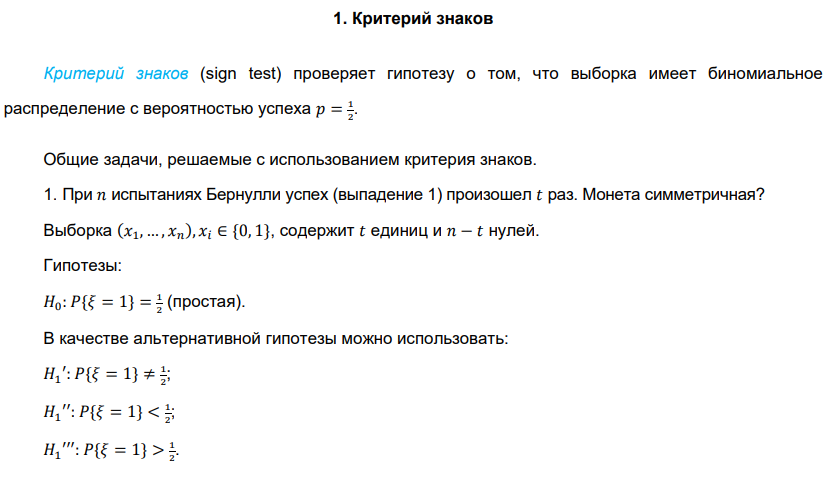 1. Критерий знаков
Критерий знаков (sign test) проверяет гипотезу о том, что выборка имеет биномиальное
распределение с вероятностью успеха 𝑝 = 1/2.
Общие задачи, решаемые с использованием критерия знаков.
1. При 𝑛 испытаниях Бернулли успех (выпадение 1) произошел 𝑡 раз. Монета симметричная?
Выборка (𝑥₁, … , 𝑥ₙ), 𝑥ᵢ ∈ {0, 1}, содержит 𝑡 единиц и 𝑛 − 𝑡 нулей.
Гипотезы:
𝐻₀: 𝑃{𝜉 = 1} = 1/2 (простая).
В качестве альтернативной гипотезы можно использовать:
𝐻₁′: 𝑃{𝜉 = 1} ≠ 1/2;
𝐻₁′′: 𝑃{𝜉 = 1} < 1/2;
𝐻₁′′′: 𝑃{𝜉 = 1} > 1/2.